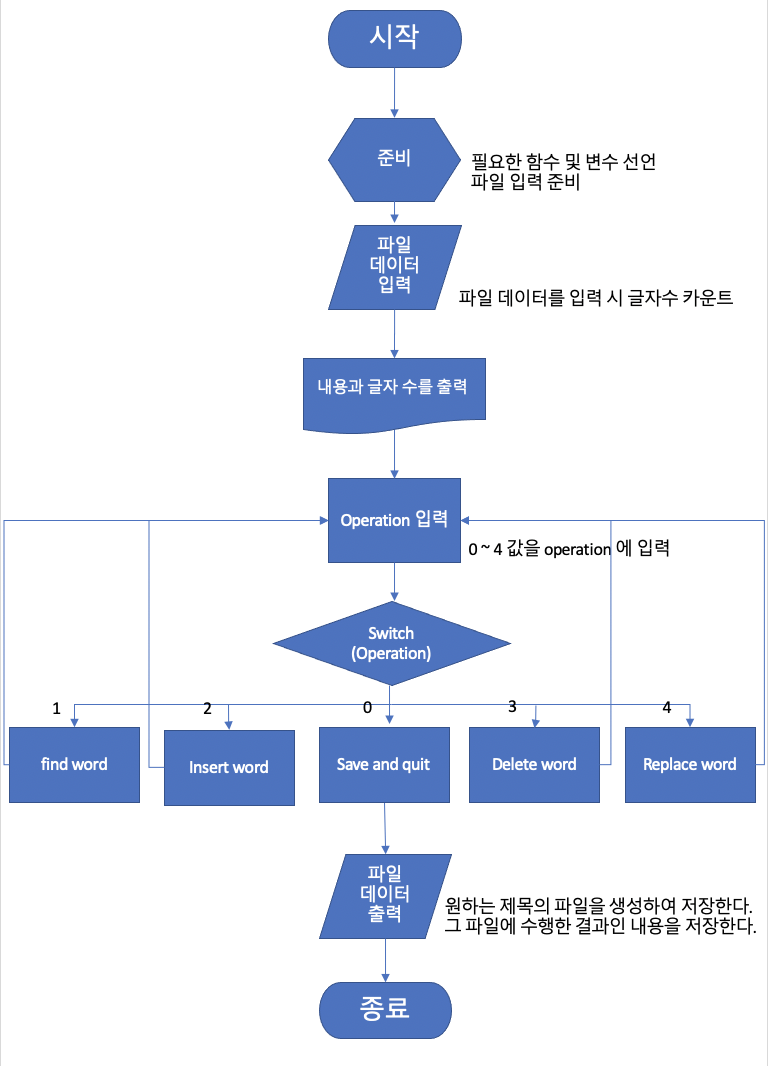 시작
준비
필요한 함수 및 변수 선언
파일 입력 준비
파일
데이터
입력
파일 데이터를 입력 시 글자수 카운트
내용과 글자 수를 출력
Operation 입력
0 ~ 4 값을 operation 에 입력
Switch
(Operation)
1
2
0
3
4
find word
Insert word
Save and quit
Delete word
Replace word
파일
데이터
출력
원하는 제목의 파일을 생성하여 저장한다.
그 파일에 수행한 결과인 내용을 저장한다.
종료